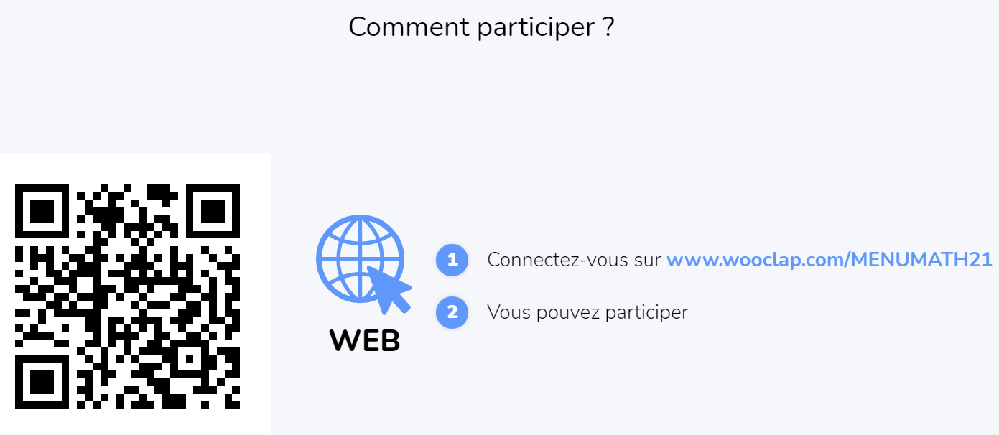 Comment participer ?
1 Connectez-vous sur www.wooclap.com/MENUMATH21
2 Vous pouvez participer
WEB